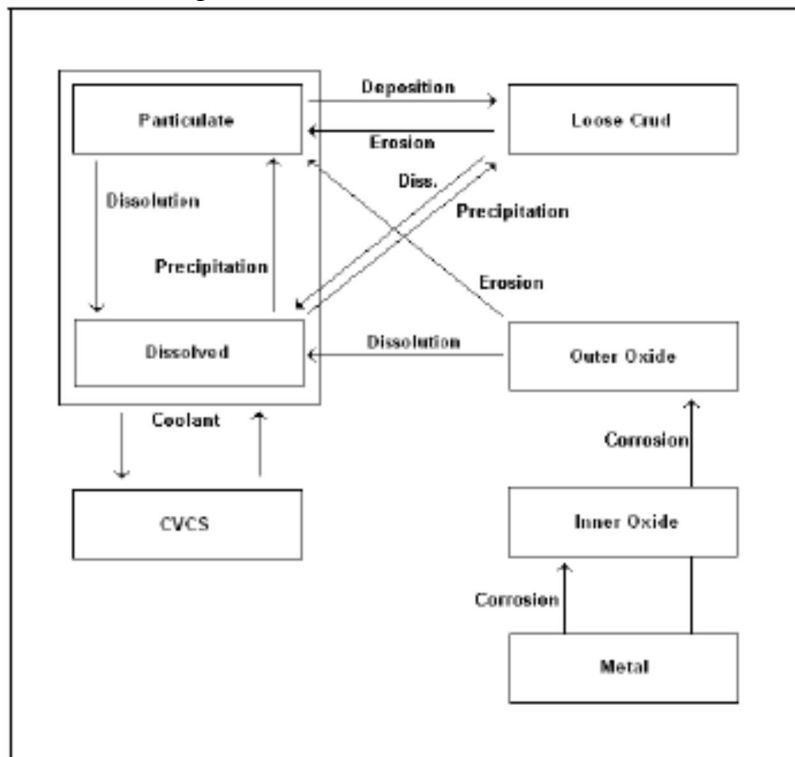 Deposition
Particulate
Loose Crud
Erosion
Diss.
Dissolution
Precipitation
Precipitation
Erosion
Dissolution
Dissolved
Outer Oxide
Coolant
Corrosion
CVCS
Inner Oxide
Corrosion
Metal